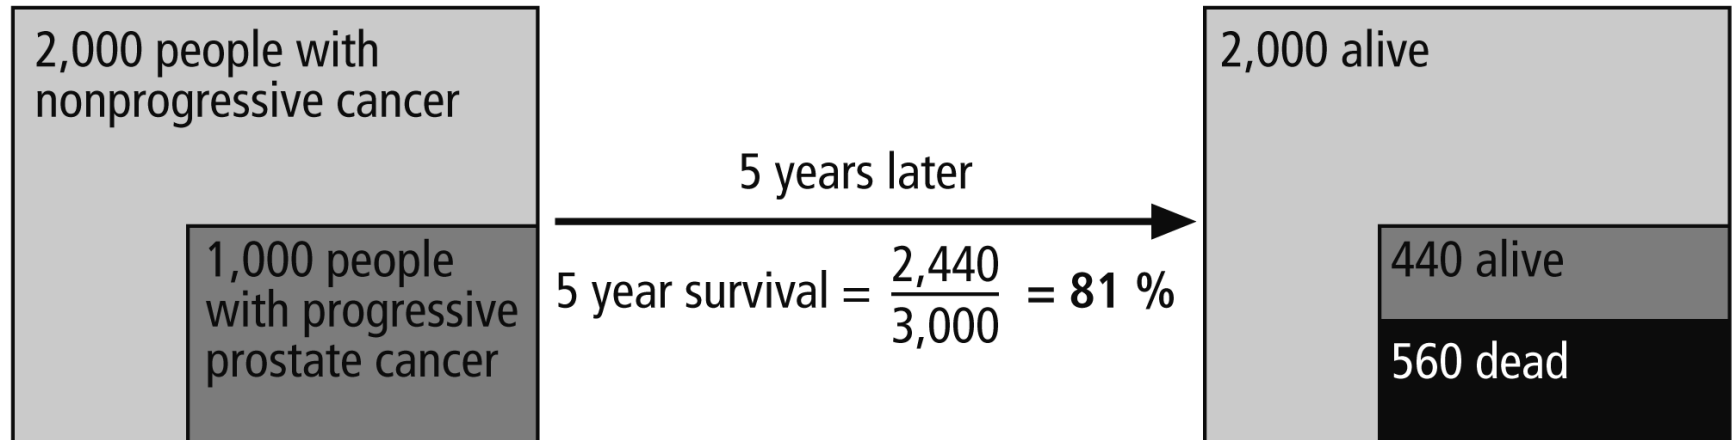 2,000 people with
nonprogressive cancer
1,000 people
with progressive
prostate cancer
5 years later
5 year survival = 2,440/3,000 = 81 %
2,000 alive
440 alive
560 dead